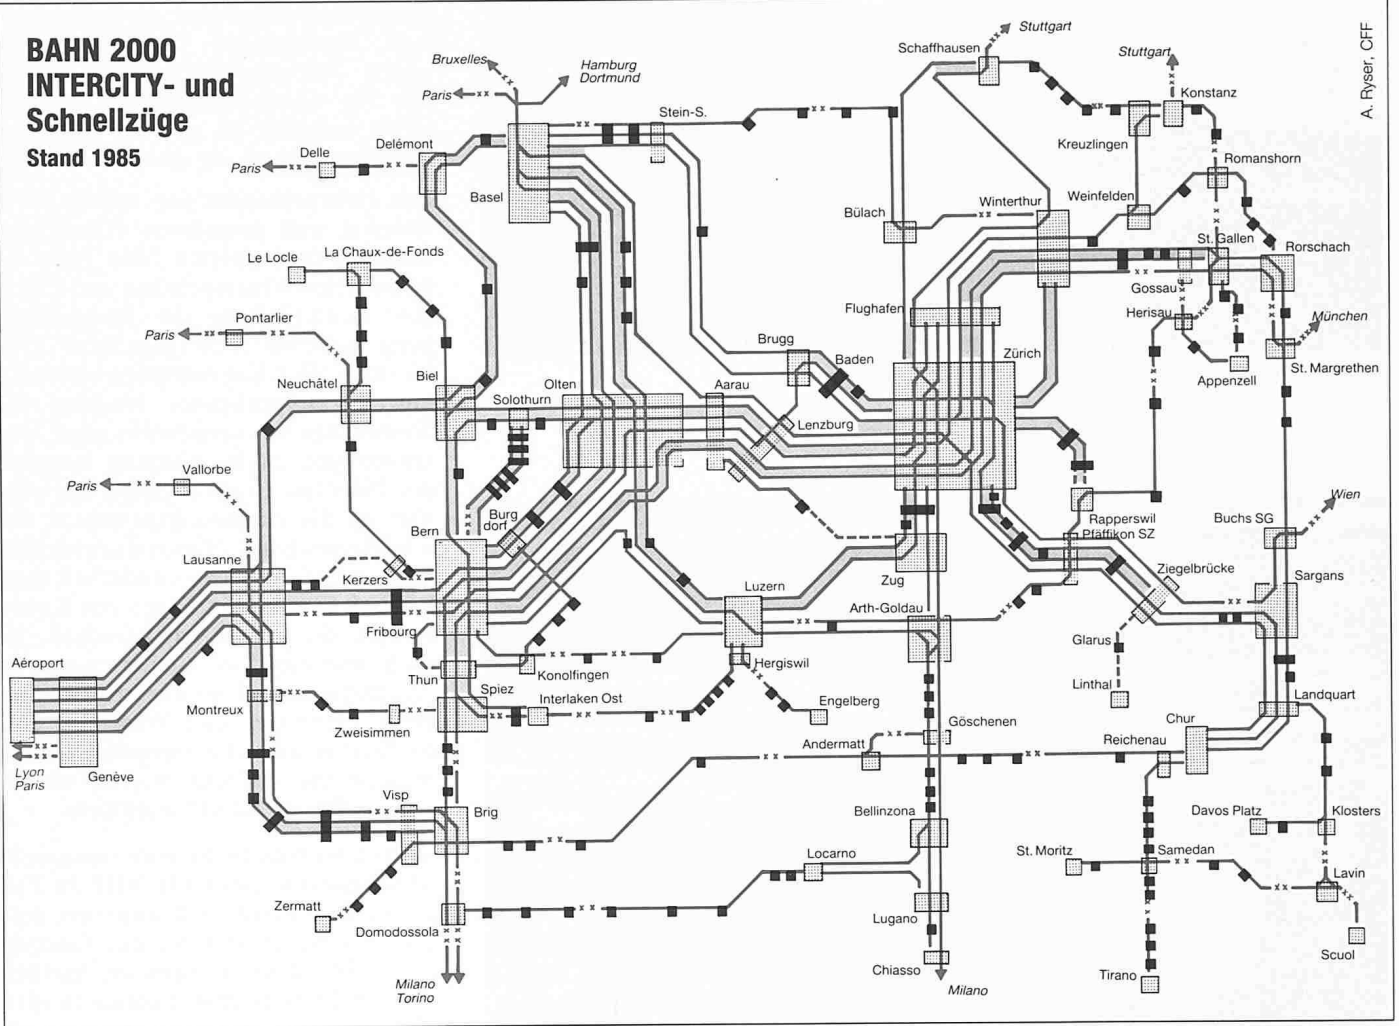 BAHN 2000
INTERCITY- und
Schnellzüge
Stand 1985
A. Ryser, CFF
Stuttgart
Schaffhausen
Stuttgart
Bruxelles
Hamburg
Dortmund
Paris
Konstanz
Stein-S.
Kreuzlingen
Delle
Delémont
Paris
Romanshorn
Basel
Weinfelden
Winterthur
Bülach
St. Gallen
Rorschach
La Chaux-de-Fonds
Le Locle
Gossau
Flughafen
Herisau
München
Pontarlier
Paris
Brugg
Baden
Zürich
St. Margrethen
Appenzell
Neuchâtel
Biel
Solothurn
Olten
Aarau
Lenzburg
Vallorbe
Paris
Wien
Burg
dorf
Bern
Rapperswil
Pfäffikon SZ
Buchs SG
Lausanne
Kerzers
Zug
Ziegelbrücke
Sargans
Luzern
Arth-Goldau
Fribourg
Glarus
Aéroport
Thun
Konolfingen
Hergiswil
Linthal
Montreux
Spiez
Interlaken Ost
Engelberg
Landquart
Zweisimmen
Göschenen
Chur
Andermatt
Reichenau
Lyon
Paris
Genève
Visp
Brig
Bellinzona
Davos Platz
Klosters
Locarno
St. Moritz
Samedan
Lavin
Zermatt
Domodossola
Lugano
Scuol
Chiasso
Tirano
Milano
Torino
Milano